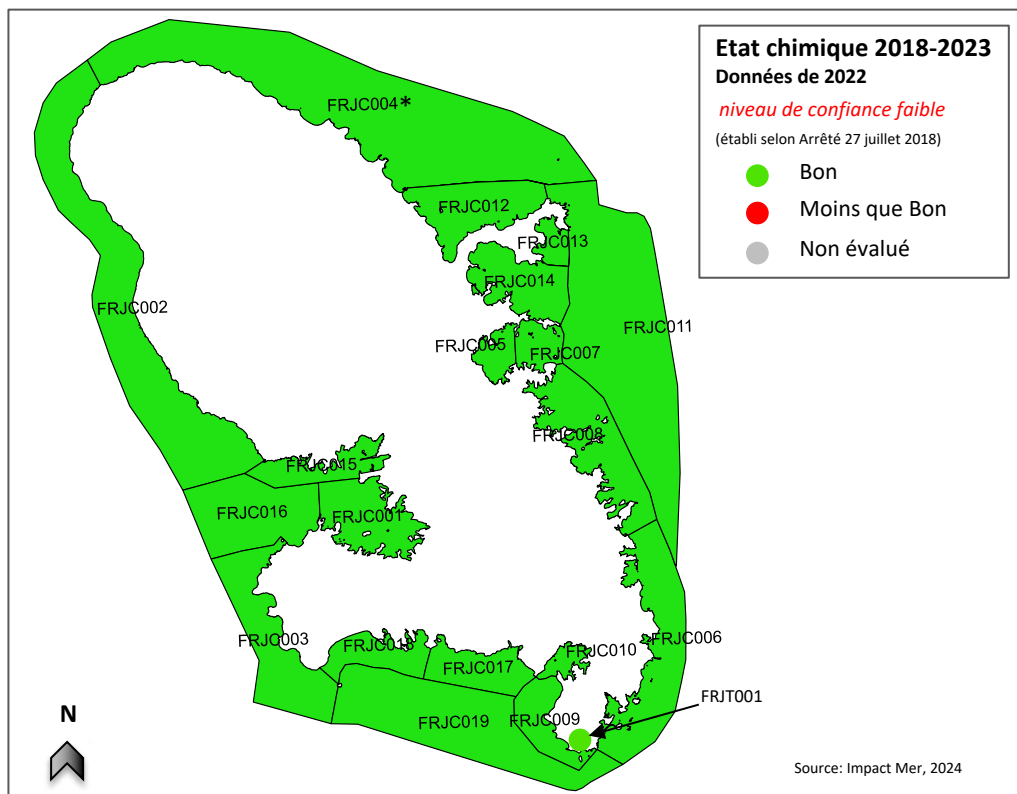 Etat chimique 2018-2023
Données de 2022
niveau de confiance faible
(établi selon Arrêté 27 juillet 2018)
Bon
Moins que Bon
Non évalué
FRJC004*
FRJC012
FRJC013
FRJC014
FRJC002
FRJC011
FRJC005
FRJC007
FRJC008
FRJC015
FRJC016
FRJC001
FRJC003
FRJC018
FRJC010
FRJC006
FRJC017
FRJT001
FRJC019
FRJC009
N
Source: Impact Mer, 2024